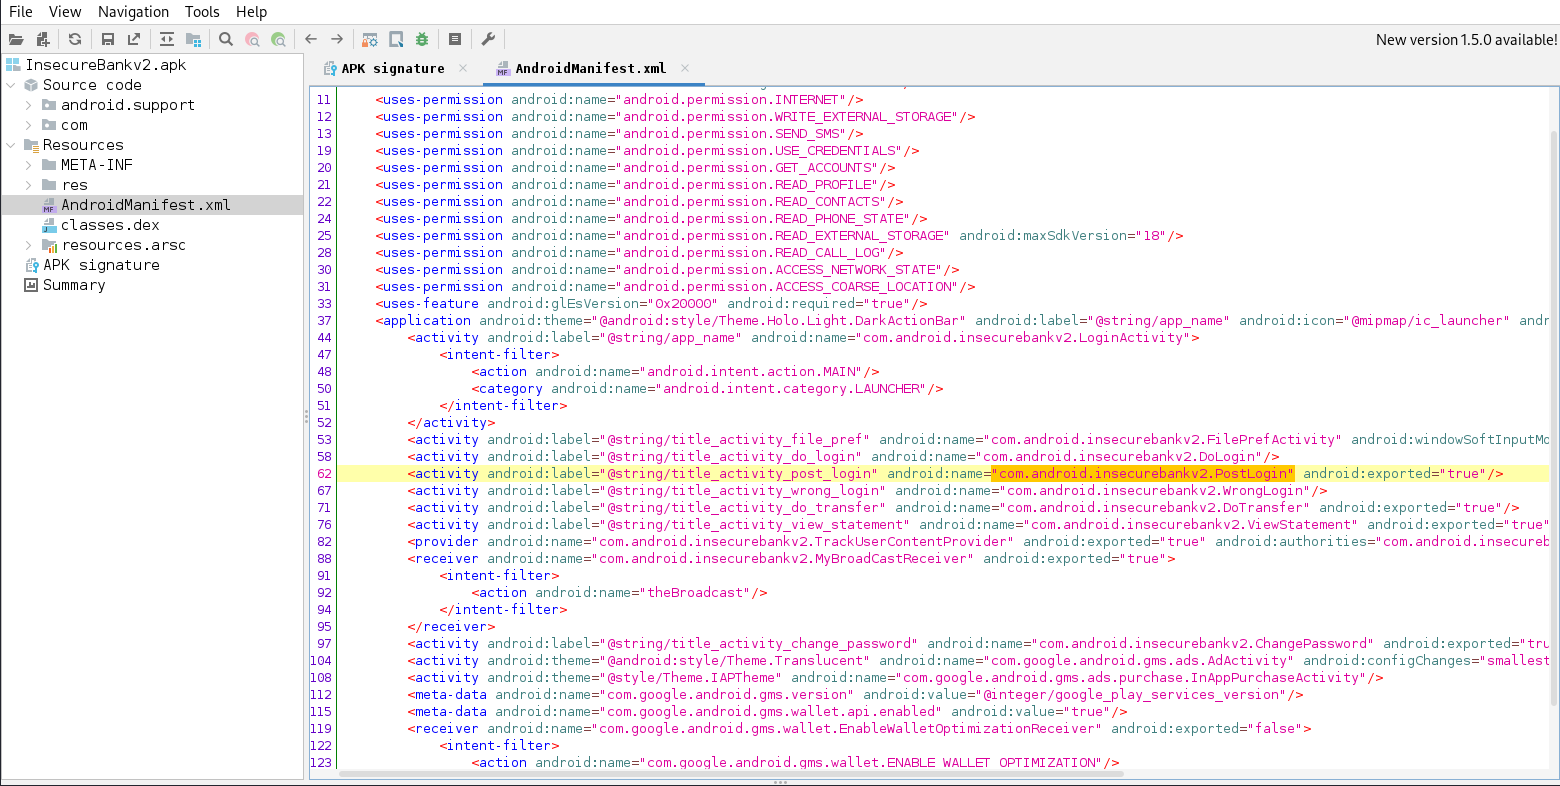 File View Navigation Tools Help
New version 1.5.0 available!
InsecureBankv2.apk
Source code
android.support
com
Resources
META-INF
res
AndroidManifest.xml
classes.dex
resources.arsc
APK signature
Summary
APK signature AndroidManifest.xml
11 <uses-permission android:name="android.permission.INTERNET"/>
12 <uses-permission android:name="android.permission.WRITE_EXTERNAL_STORAGE"/>
13 <uses-permission android:name="android.permission.SEND_SMS"/>
19 <uses-permission android:name="android.permission.USE_CREDENTIALS"/>
20 <uses-permission android:name="android.permission.GET_ACCOUNTS"/>
21 <uses-permission android:name="android.permission.READ_PROFILE"/>
22 <uses-permission android:name="android.permission.READ_CONTACTS"/>
24 <uses-permission android:name="android.permission.READ_PHONE_STATE"/>
25 <uses-permission android:name="android.permission.READ_EXTERNAL_STORAGE" android:maxSdkVersion="18"/>
28 <uses-permission android:name="android.permission.READ_CALL_LOG"/>
30 <uses-permission android:name="android.permission.ACCESS_NETWORK_STATE"/>
31 <uses-permission android:name="android.permission.ACCESS_COARSE_LOCATION"/>
33 <uses-feature android:glEsVersion="0x20000" android:required="true"/>
37 <application android:theme="@android:style/Theme.Holo.Light.DarkActionBar" android:label="@string/app_name" android:icon="@mipmap/ic_launcher" andr
44 <activity android:label="@string/app_name" android:name="com.android.insecurebankv2.LoginActivity">
47 <intent-filter>
48 <action android:name="android.intent.action.MAIN"/>
50 <category android:name="android.intent.category.LAUNCHER"/>
51 </intent-filter>
52 </activity>
53 <activity android:label="@string/title_activity_file_pref" android:name="com.android.insecurebankv2.FilePrefActivity" android:windowSoftInputMo
58 <activity android:label="@string/title_activity_do_login" android:name="com.android.insecurebankv2.DoLogin"/>
62 <activity android:label="@string/title_activity_post_login" android:name="com.android.insecurebankv2.PostLogin" android:exported="true"/>
67 <activity android:label="@string/title_activity_wrong_login" android:name="com.android.insecurebankv2.WrongLogin"/>
71 <activity android:label="@string/title_activity_do_transfer" android:name="com.android.insecurebankv2.DoTransfer" android:exported="true"/>
76 <activity android:label="@string/title_activity_view_statement" android:name="com.android.insecurebankv2.ViewStatement" android:exported="true"
82 <provider android:name="com.android.insecurebankv2.TrackUserContentProvider" android:exported="true" android:authorities="com.android.insecureb
88 <receiver android:name="com.android.insecurebankv2.MyBroadCastReceiver" android:exported="true">
91 <intent-filter>
92 <action android:name="theBroadcast"/>
94 </intent-filter>
95 </receiver>
97 <activity android:label="@string/title_activity_change_password" android:name="com.android.insecurebankv2.ChangePassword" android:exported="tru
104 <activity android:theme="@android:style/Theme.Translucent" android:name="com.google.android.gms.ads.AdActivity" android:configChanges="smallest
108 <activity android:theme="@style/Theme.IAPTheme" android:name="com.google.android.gms.ads.purchase.InAppPurchaseActivity"/>
112 <meta-data android:name="com.google.android.gms.version" android:value="@integer/google_play_services_version"/>
115 <meta-data android:name="com.google.android.gms.wallet.api.enabled" android:value="true"/>
119 <receiver android:name="com.google.android.gms.wallet.EnableWalletOptimizationReceiver" android:exported="false">
122 <intent-filter>
123 <action android:name="com.google.android.gms.wallet.ENABLE_WALLET_OPTIMIZATION"/>